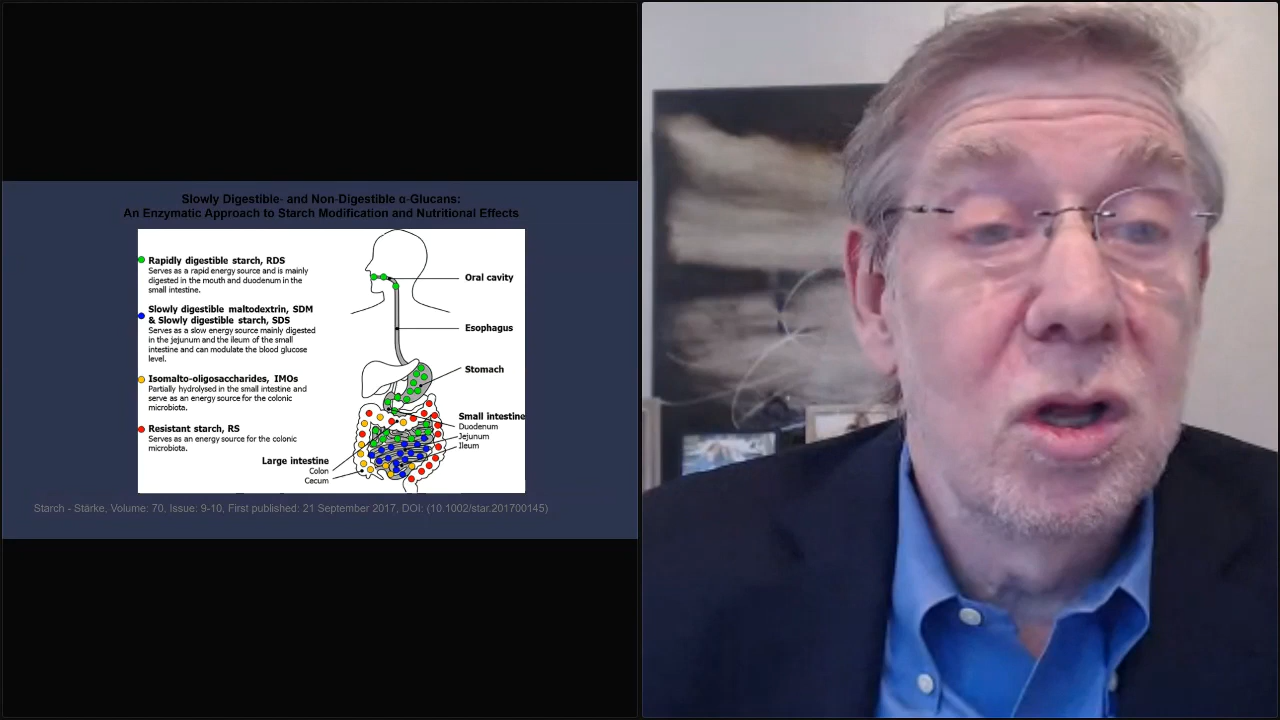 Slowly Digestible- and Non-Digestible α-Glucans:
An Enzymatic Approach to Starch Modification and Nutritional Effects
Rapidly digestible starch, RDS
Serves as a rapid energy source and is mainly
digested in the mouth and duodenum in the
small intestine.
Slowly digestible maltodextrin, SDM
& Slowly digestible starch, SDS
Serves as a slow energy source mainly digested
in the jejunum and the ileum of the small
intestine and can modulate the blood glucose
level.
Isomalto-oligosaccharides, IMOs
Partially hydrolysed in the small intestine and
serve as an energy source for the colonic
microbiota.
Resistant starch, RS
Serves as an energy source for the colonic
microbiota.
Oral cavity
Esophagus
Stomach
Small intestine
Duodenum
Jejunum
Ileum
Large intestine
Colon
Cecum
Starch - Stärke, Volume: 70, Issue: 9-10, First published: 21 September 2017, DOI: (10.1002/star.201700145)